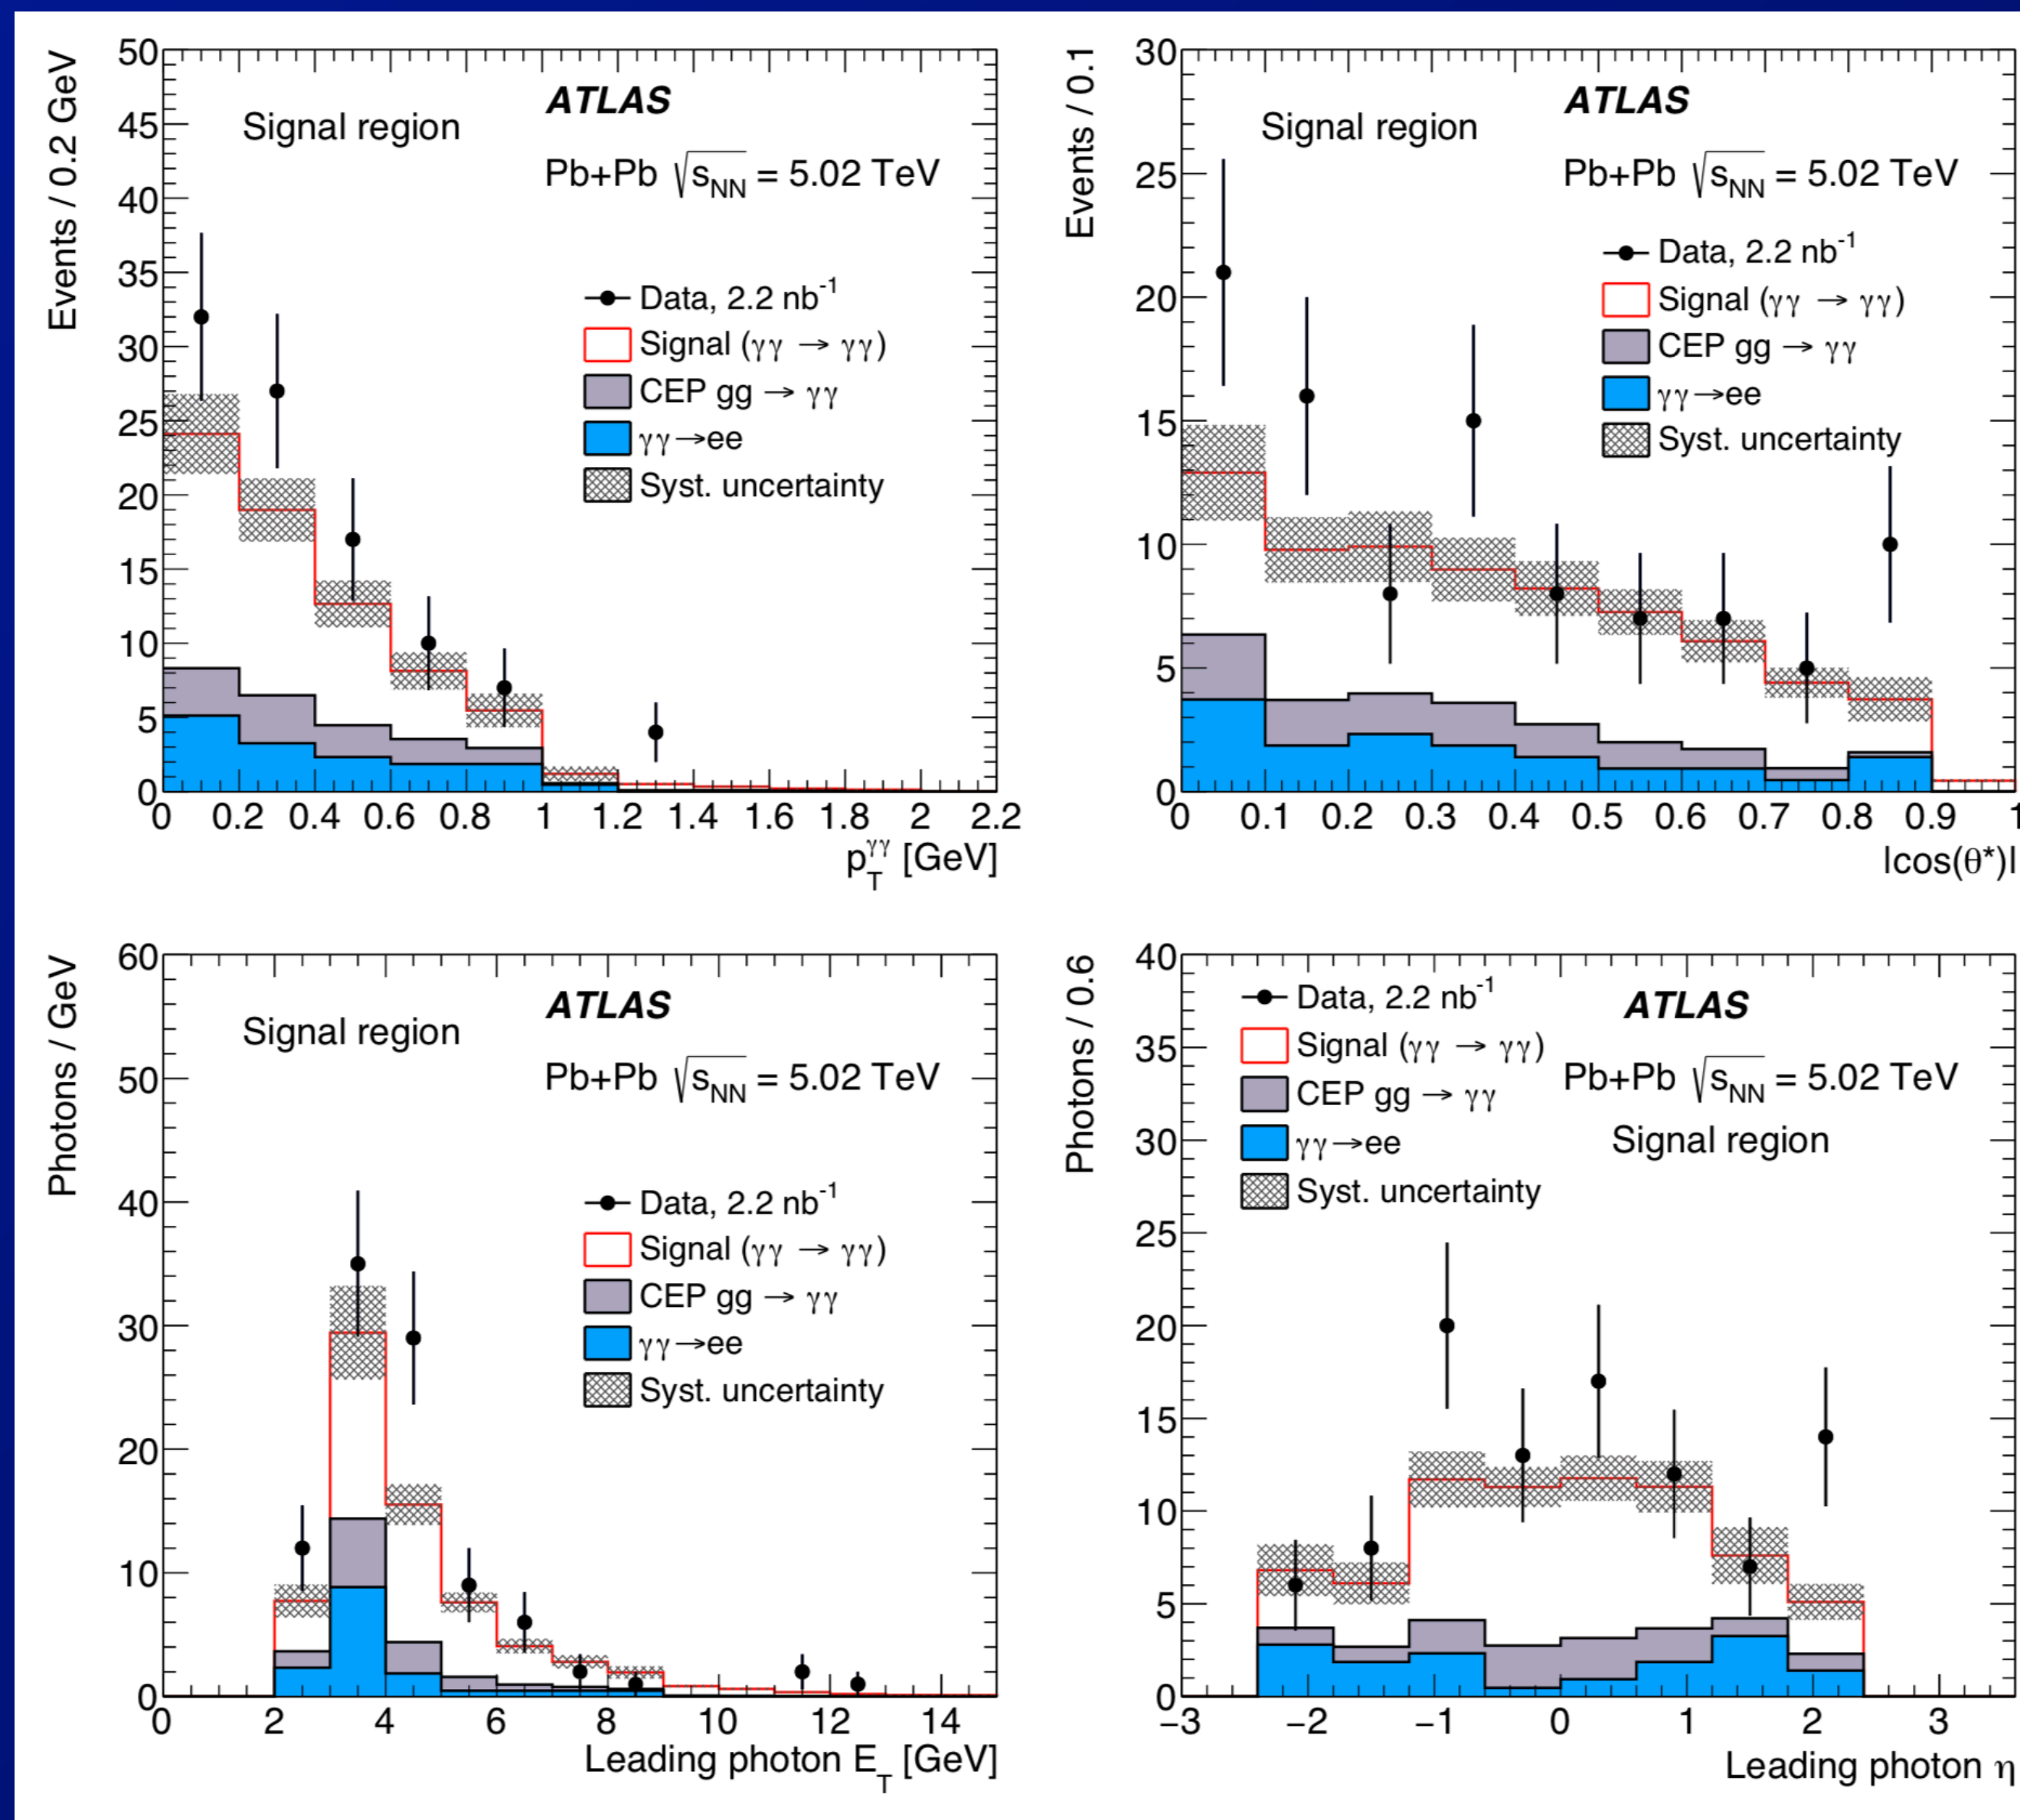 ATLAS
Signal region
Pb+Pb √s_NN = 5.02 TeV
Data, 2.2 nb⁻¹
Signal (γγ → γγ)
CEP gg → γγ
γγ→ee
Syst. uncertainty
Events / 0.2 GeV
50
45
40
35
30
25
20
15
10
5
0
0 0.2 0.4 0.6 0.8 1 1.2 1.4 1.6 1.8 2 2.2
p_T^γγ [GeV]
ATLAS
Signal region
Pb+Pb √s_NN = 5.02 TeV
Data, 2.2 nb⁻¹
Signal (γγ → γγ)
CEP gg → γγ
γγ→ee
Syst. uncertainty
Events / 0.1
30
25
20
15
10
5
0
0 0.1 0.2 0.3 0.4 0.5 0.6 0.7 0.8 0.9 1
|cos(θ*)|
ATLAS
Signal region
Pb+Pb √s_NN = 5.02 TeV
Data, 2.2 nb⁻¹
Signal (γγ → γγ)
CEP gg → γγ
γγ→ee
Syst. uncertainty
Photons / GeV
60
50
40
30
20
10
0
0 2 4 6 8 10 12 14
Leading photon E_T [GeV]
Data, 2.2 nb⁻¹
Signal (γγ → γγ)
CEP gg → γγ
γγ→ee
Syst. uncertainty
ATLAS
Pb+Pb √s_NN = 5.02 TeV
Signal region
Photons / 0.6
40
35
30
25
20
15
10
5
0
−3 −2 −1 0 1 2 3
Leading photon η